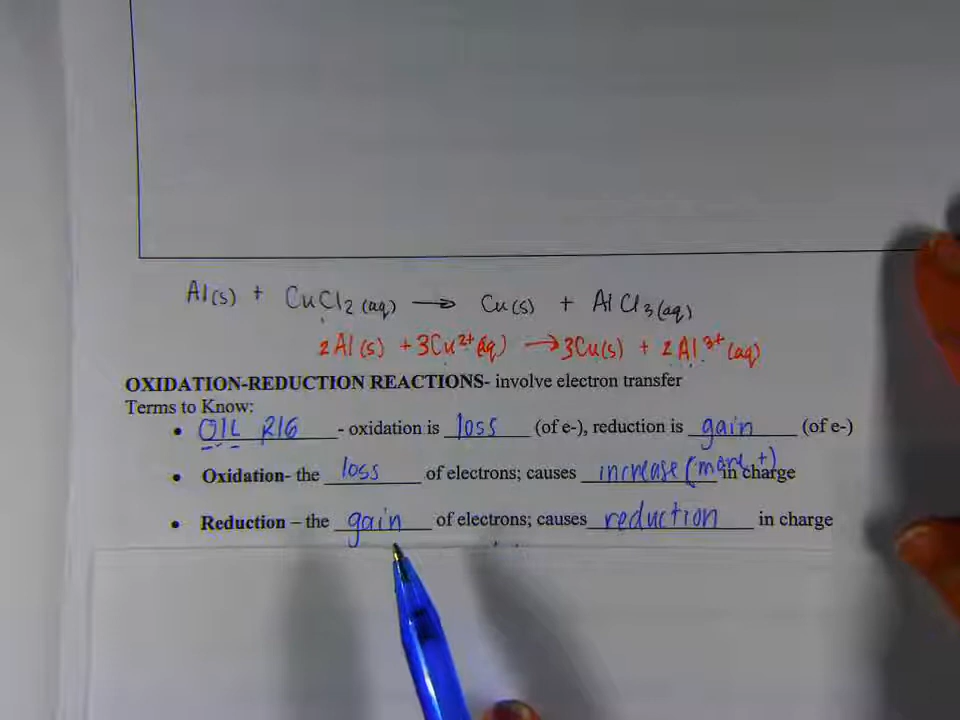 Al(s) + CuCl₂(aq) → Cu(s) + AlCl₃(aq)
2Al(s) + 3Cu²⁺(aq) → 3Cu(s) + 2Al³⁺(aq)
OXIDATION-REDUCTION REACTIONS- involve electron transfer
Terms to Know:
• OIL RIG - oxidation is loss (of e-), reduction is gain (of e-)
• Oxidation- the loss of electrons; causes increase (more +) in charge
• Reduction – the gain of electrons; causes reduction in charge